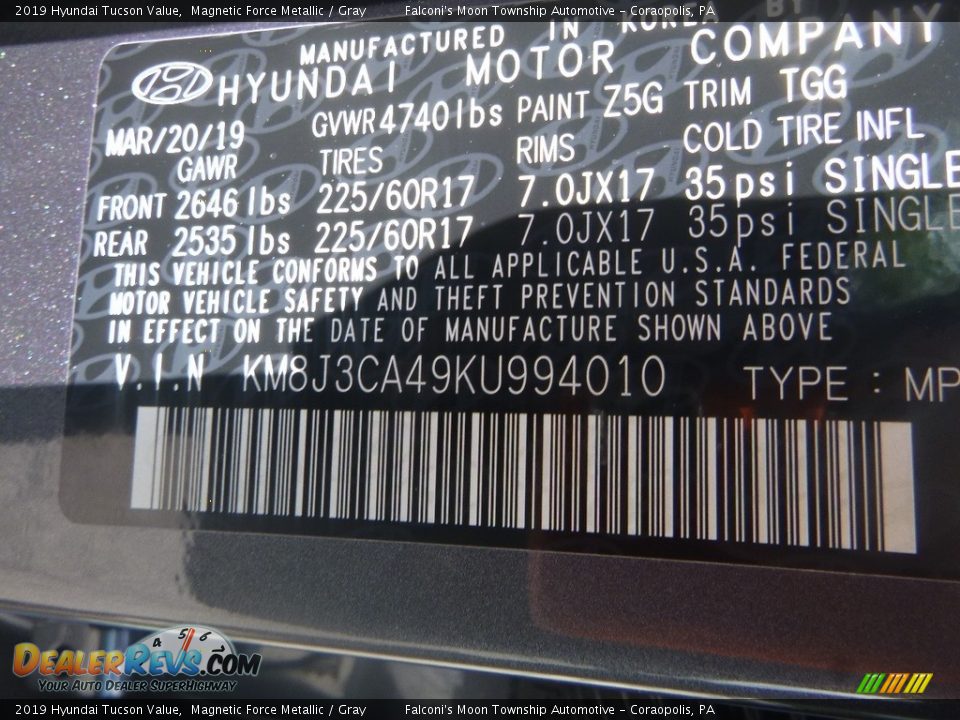 2019 Hyundai Tucson Value, Magnetic Force Metallic / Gray Falconi's Moon Township Automotive - Coraopolis, PA
MANUFACTURED IN KOREA BY
HYUNDAI MOTOR COMPANY
MAR/20/19 GVWR 4740 lbs PAINT Z5G TRIM TGG
GAWR TIRES RIMS COLD TIRE INFL
FRONT 2646 lbs 225/60R17 7.0JX17 35psi SINGLE
REAR 2535 lbs 225/60R17 7.0JX17 35psi SINGLE
THIS VEHICLE CONFORMS TO ALL APPLICABLE U.S.A. FEDERAL
MOTOR VEHICLE SAFETY AND THEFT PREVENTION STANDARDS
IN EFFECT ON THE DATE OF MANUFACTURE SHOWN ABOVE
V.I.N KM8J3CA49KU994010 TYPE : MP
4 5 6
DEALERREVS.COM
YOUR AUTO DEALER SUPERHIGHWAY
2019 Hyundai Tucson Value, Magnetic Force Metallic / Gray Falconi's Moon Township Automotive - Coraopolis, PA